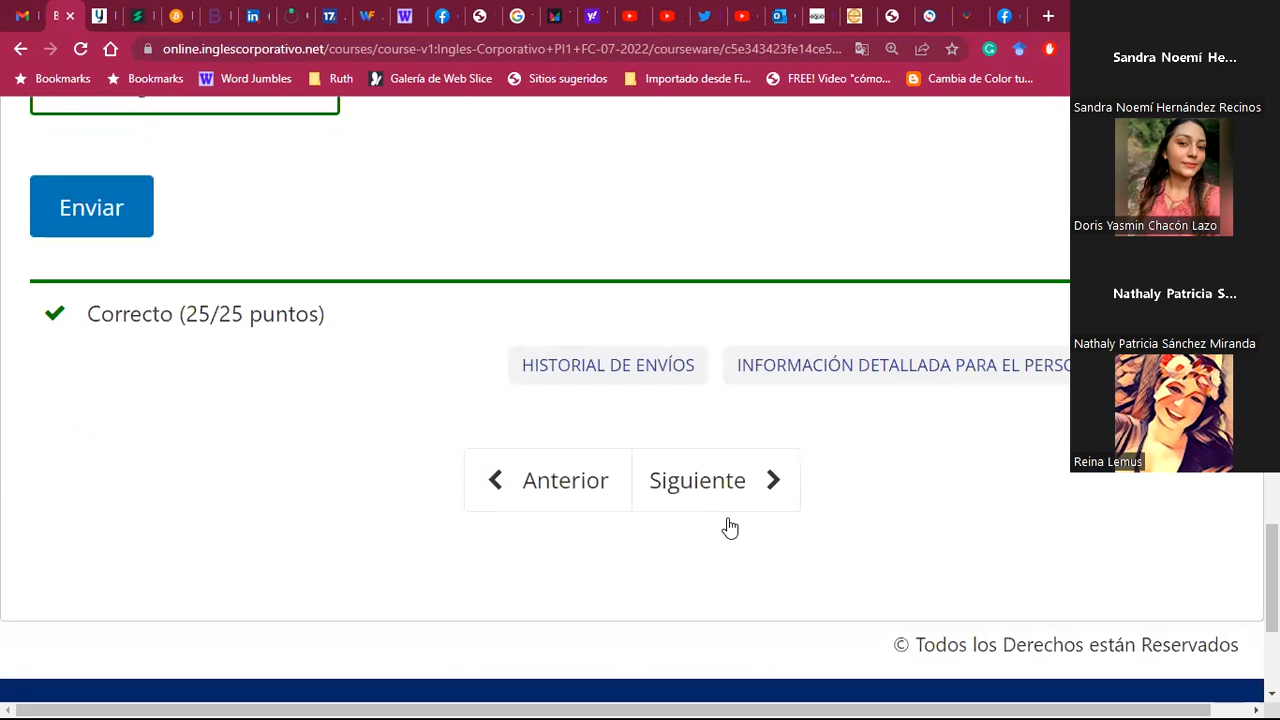 online.inglescorporativo.net/courses/course-v1:Ingles-Corporativo+PI1+FC-07-2022/courseware/c5e343423fe14ce5...
Bookmarks Bookmarks Word Jumbles Ruth Galería de Web Slice Sitios sugeridos Importado desde Fi... FREE! Video "cómo... Cambia de Color tu...
Enviar
Correcto (25/25 puntos)
HISTORIAL DE ENVÍOS INFORMACIÓN DETALLADA PARA EL PERSO
Anterior Siguiente
© Todos los Derechos están Reservados
Sandra Noemí He...
Sandra Noemí Hernández Recinos
Doris Yasmin Chacón Lazo
Nathaly Patricia S...
Nathaly Patricia Sánchez Miranda
Reina Lemus